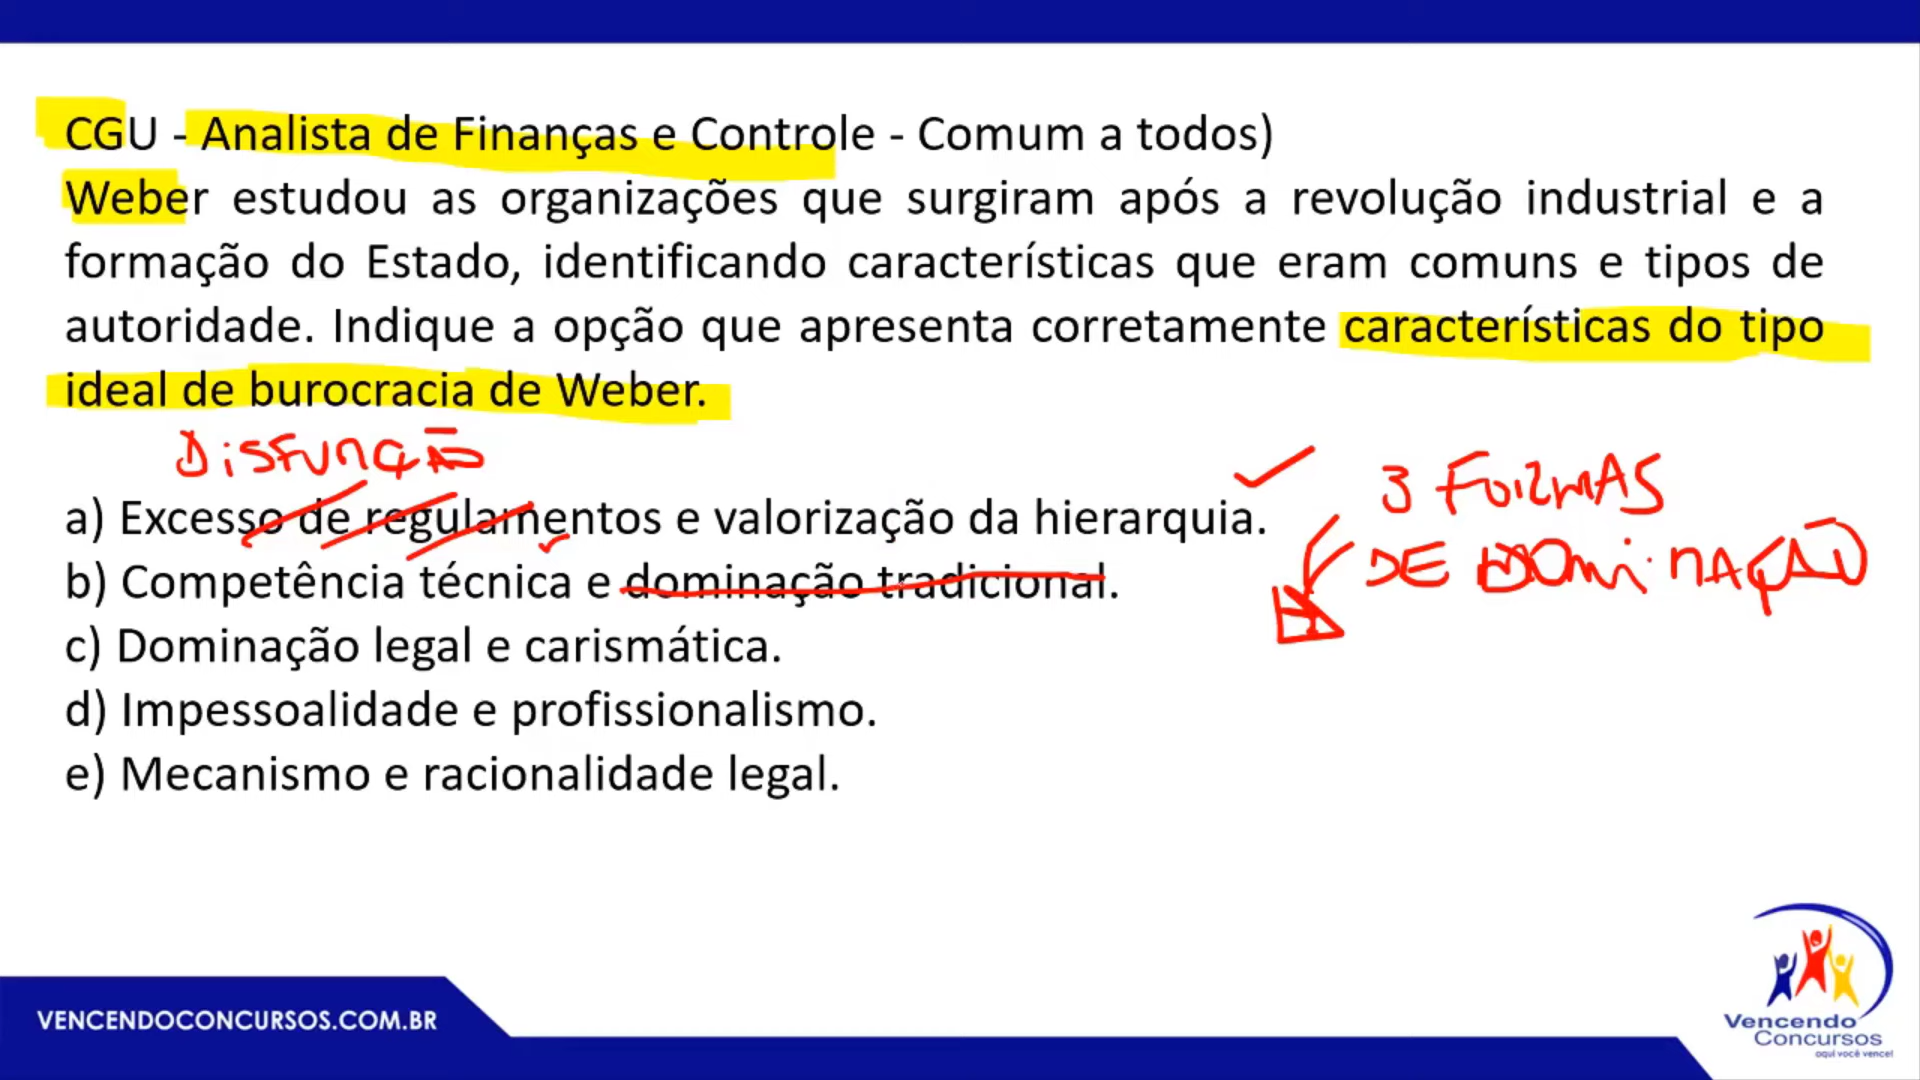 CGU - Analista de Finanças e Controle - Comum a todos)
Weber estudou as organizações que surgiram após a revolução industrial e a
formação do Estado, identificando características que eram comuns e tipos de
autoridade. Indique a opção que apresenta corretamente características do tipo
ideal de burocracia de Weber.
DISFUNÇÃO
a) Excesso de regulamentos e valorização da hierarquia.
3 FORMAS
DE DOMINAÇÃO
b) Competência técnica e dominação tradicional.
c) Dominação legal e carismática.
d) Impessoalidade e profissionalismo.
e) Mecanismo e racionalidade legal.
VENCENDOCONCURSOS.COM.BR
Vencendo
Concursos
aqui você vence!